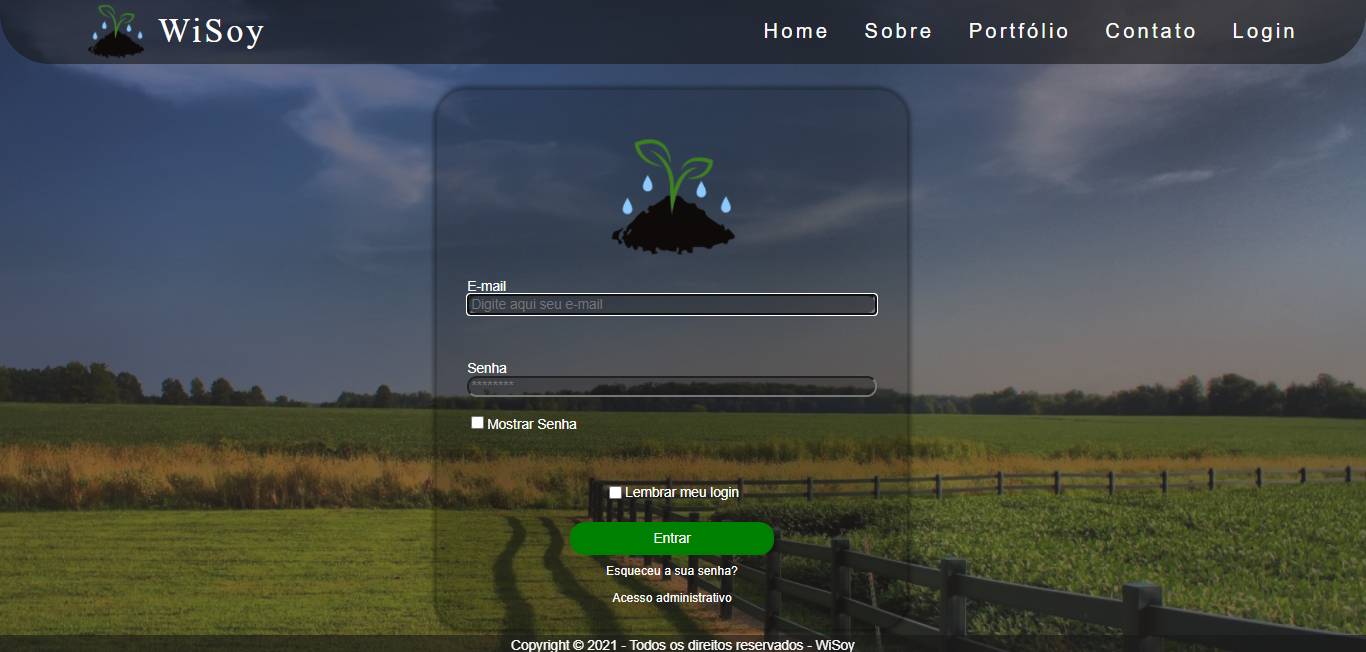 WiSoy
Home Sobre Portfólio Contato Login
E-mail
Digite aqui seu e-mail
Senha
********
Mostrar Senha
Lembrar meu login
Entrar
Esqueceu a sua senha?
Acesso administrativo
Copyright © 2021 - Todos os direitos reservados - WiSoy